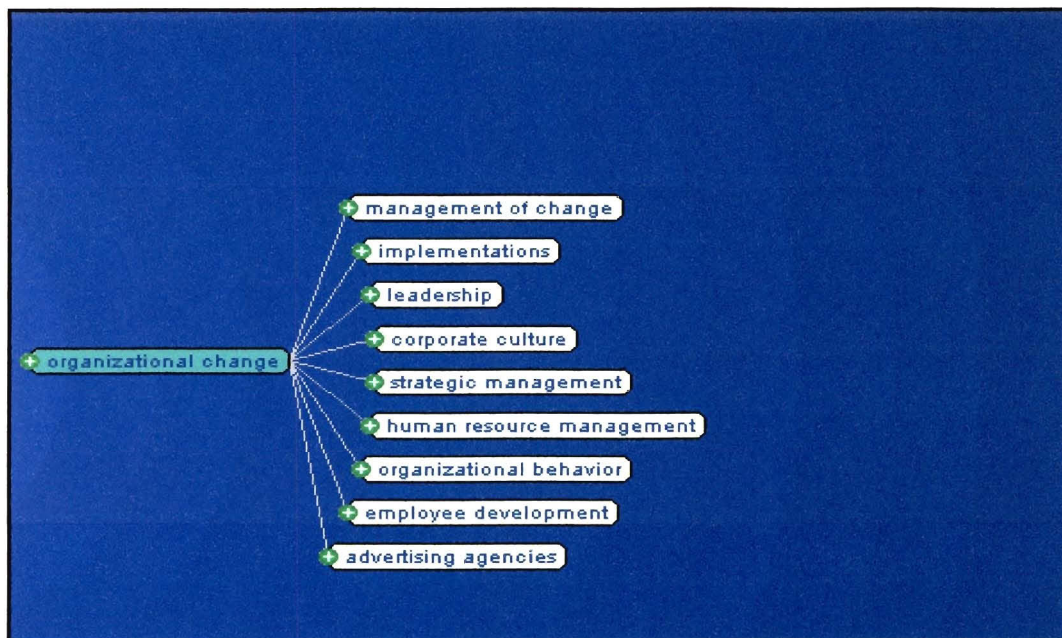 management of change
implementations
leadership
corporate culture
organizational change
strategic management
human resource management
organizational behavior
employee development
advertising agencies